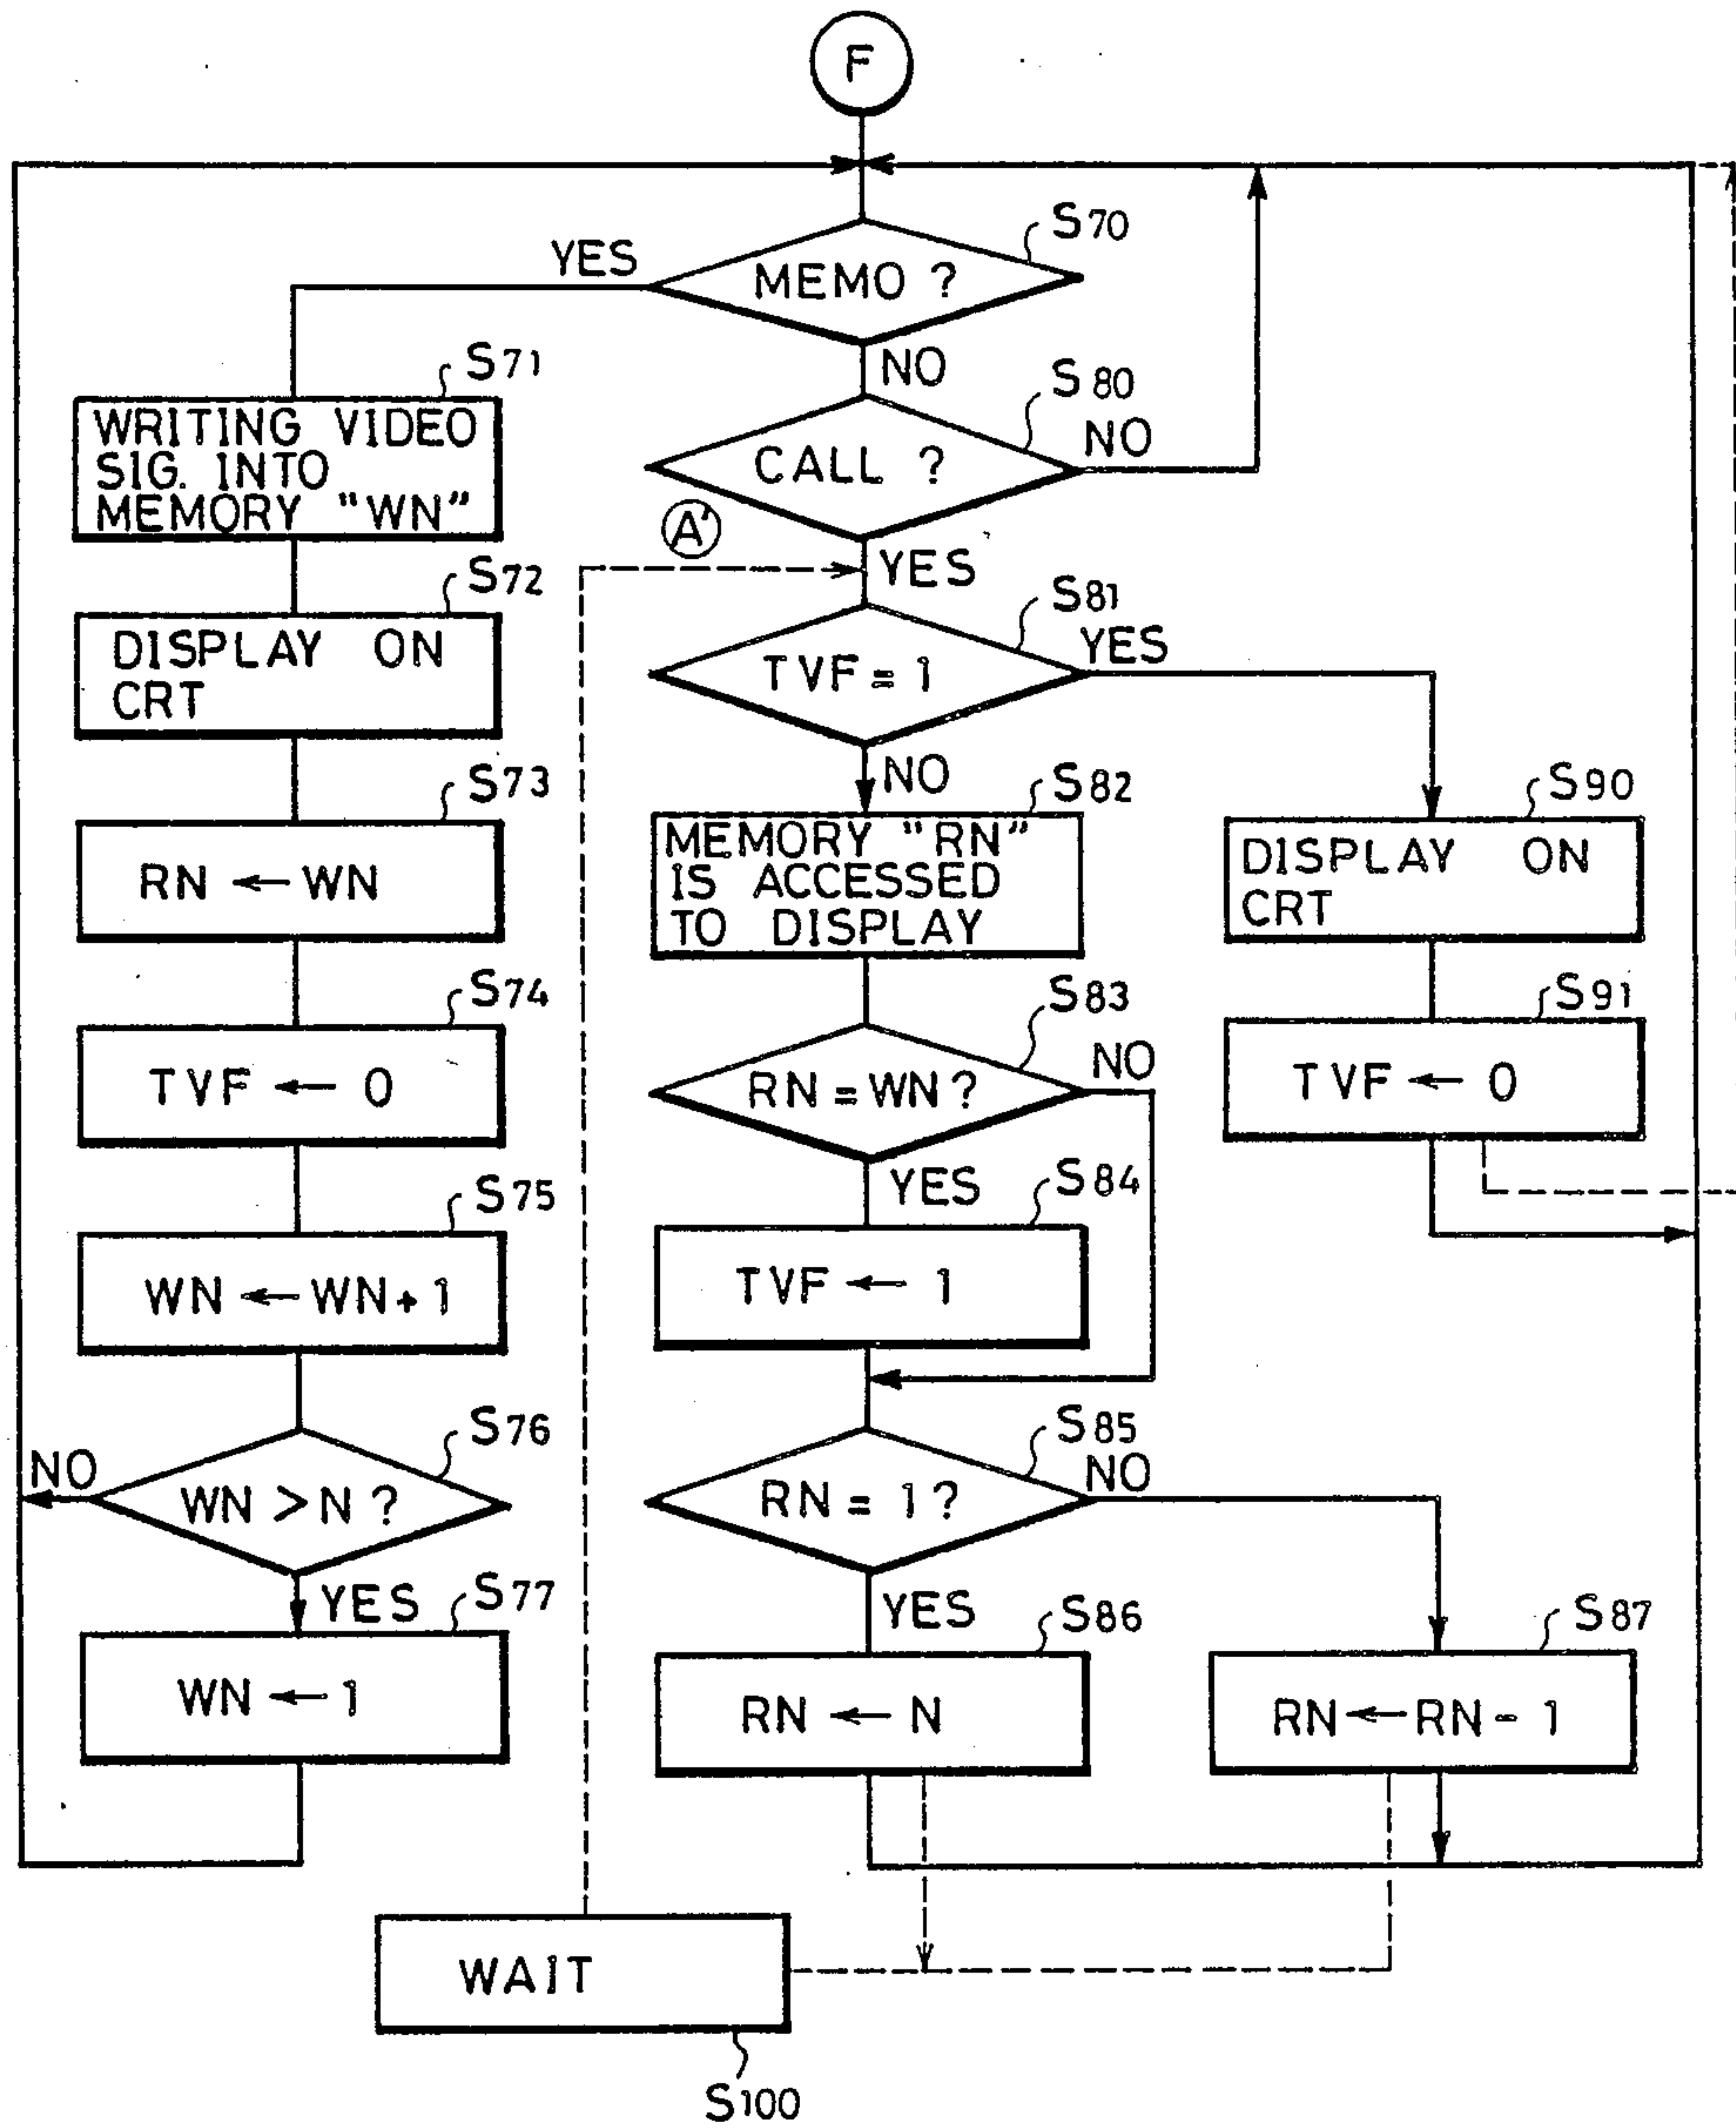 F
S70
YES
MEMO ?
NO
S71
WRITING VIDEO
SIG. INTO
MEMORY "WN"
S80
CALL ?
NO
A'
YES
S72
DISPLAY ON
CRT
S81
TVF = 1
YES
NO
S73
RN ← WN
S82
MEMORY "RN"
IS ACCESSED
TO DISPLAY
S90
DISPLAY ON
CRT
S74
TVF ← 0
S83
RN = WN ?
NO
YES
S91
TVF ← 0
S75
WN ← WN + 1
S84
TVF ← 1
S76
NO
WN > N ?
YES
S85
RN = 1 ?
NO
YES
S77
WN ← 1
S86
RN ← N
S87
RN ← RN - 1
WAIT
S100